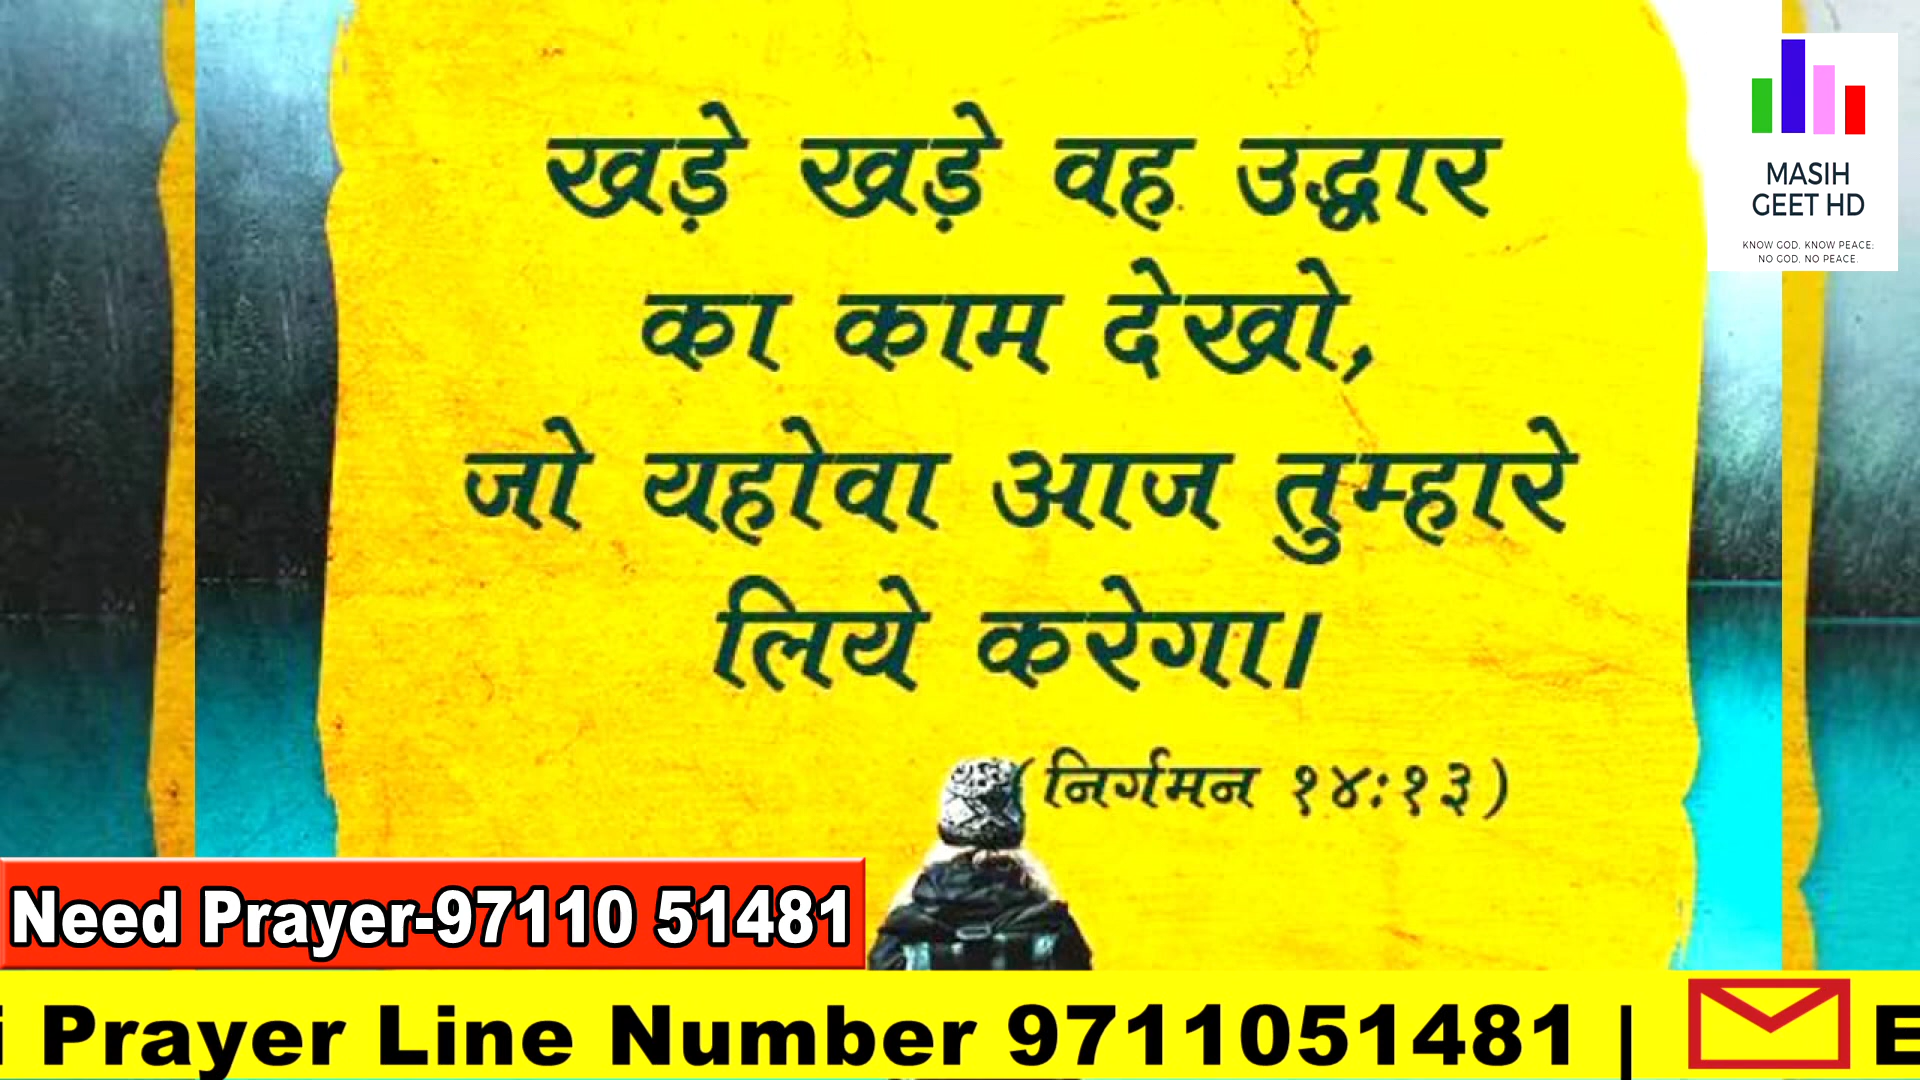 खड़े खड़े वह उद्धार
का काम देखो,
जो यहोवा आज तुम्हारे
लिये करेगा।
(निर्गमन १४:१३)
MASIH
GEET HD
KNOW GOD, KNOW PEACE;
NO GOD, NO PEACE.
Need Prayer-97110 51481
i Prayer Line Number 9711051481 | E